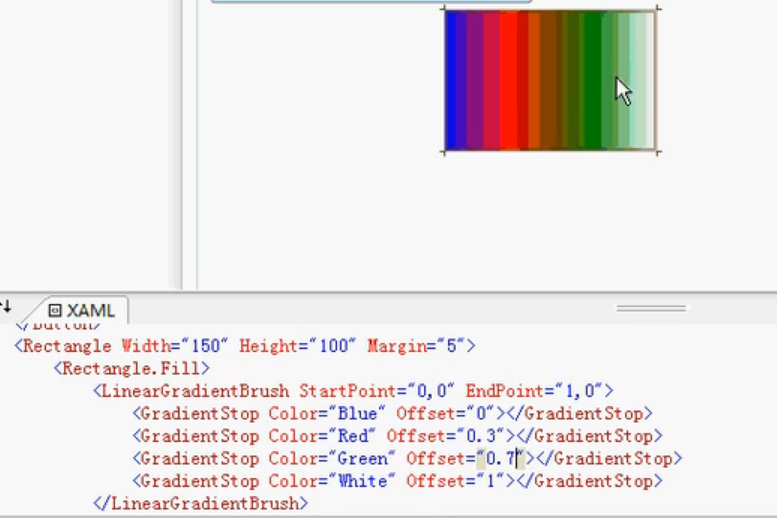 XAML
</Button>
<Rectangle Width="150" Height="100" Margin="5">
<Rectangle.Fill>
<LinearGradientBrush StartPoint="0,0" EndPoint="1,0">
<GradientStop Color="Blue" Offset="0"></GradientStop>
<GradientStop Color="Red" Offset="0.3"></GradientStop>
<GradientStop Color="Green" Offset="0.7"></GradientStop>
<GradientStop Color="White" Offset="1"></GradientStop>
</LinearGradientBrush>